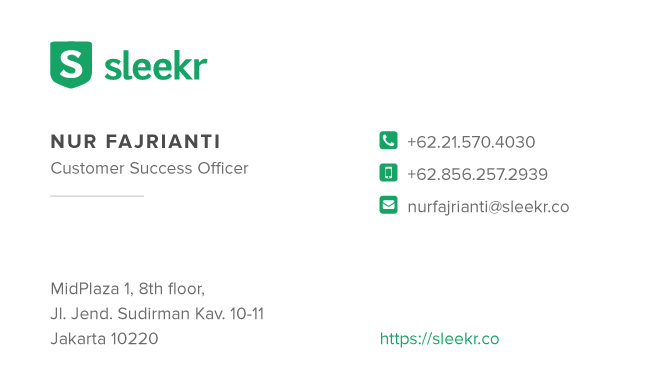 S sleekr
NUR FAJRIANTI
Customer Success Officer
+62.21.570.4030
+62.856.257.2939
nurfajrianti@sleekr.co
MidPlaza 1, 8th floor,
Jl. Jend. Sudirman Kav. 10-11
Jakarta 10220
https://sleekr.co